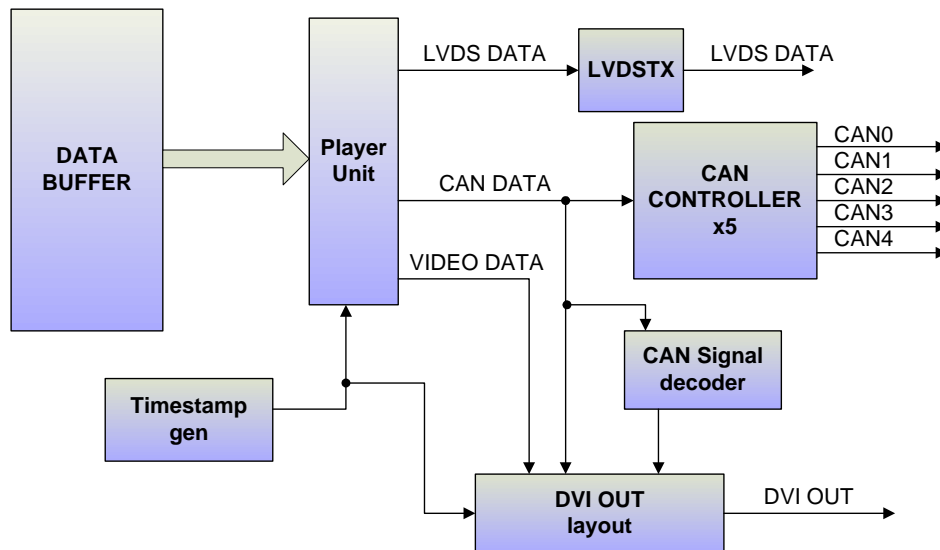 DATA
BUFFER
Player
Unit
LVDS DATA
LVDSTX
LVDS DATA
CAN DATA
CAN
CONTROLLER
x5
CAN0
CAN1
CAN2
CAN3
CAN4
VIDEO DATA
CAN Signal
decoder
Timestamp
gen
DVI OUT
layout
DVI OUT